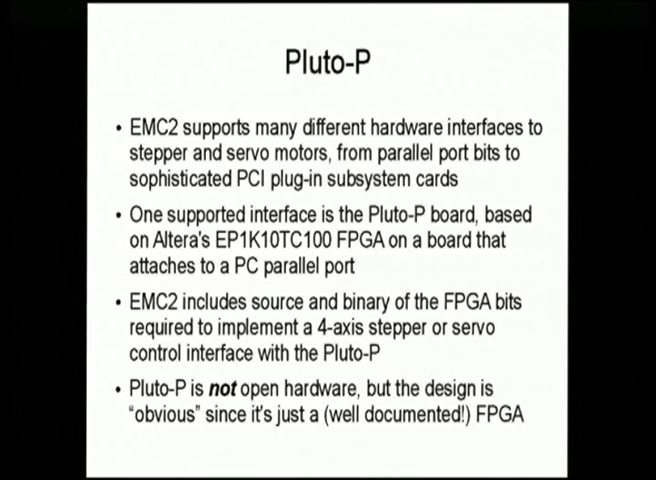 Pluto-P
• EMC2 supports many different hardware interfaces to
stepper and servo motors, from parallel port bits to
sophisticated PCI plug-in subsystem cards
• One supported interface is the Pluto-P board, based
on Altera's EP1K10TC100 FPGA on a board that
attaches to a PC parallel port
• EMC2 includes source and binary of the FPGA bits
required to implement a 4-axis stepper or servo
control interface with the Pluto-P
• Pluto-P is not open hardware, but the design is
“obvious” since it's just a (well documented!) FPGA